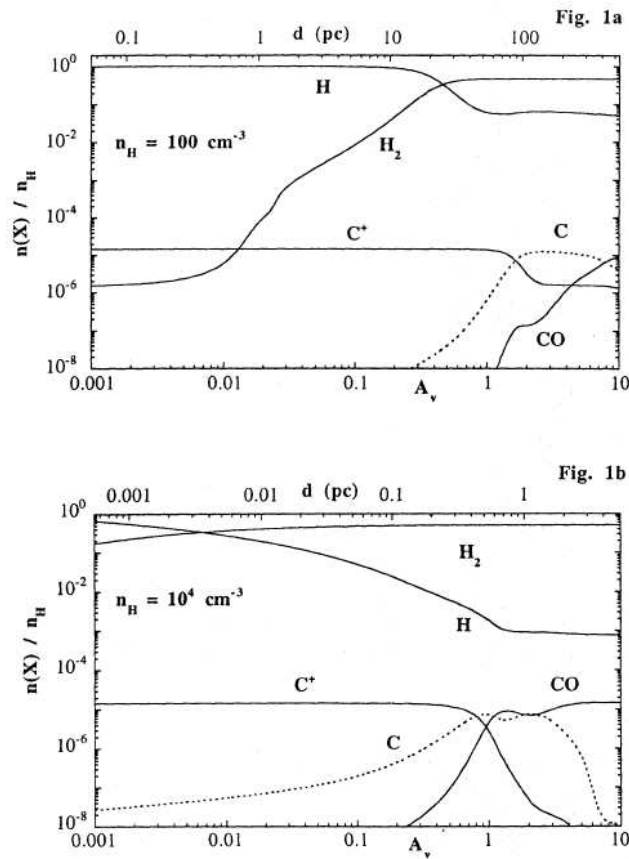 Fig. 1a
d (pc)
0.1 1 10 100
10^0
10^-2
10^-4
10^-6
10^-8
n(X) / n_H
H
n_H = 100 cm^-3
H_2
C^+
C
CO
0.001 0.01 0.1 1 10
A_v
Fig. 1b
d (pc)
0.001 0.01 0.1 1
10^0
10^-2
10^-4
10^-6
10^-8
n(X) / n_H
H_2
n_H = 10^4 cm^-3
H
C^+
CO
C
0.001 0.01 0.1 1 10
A_v